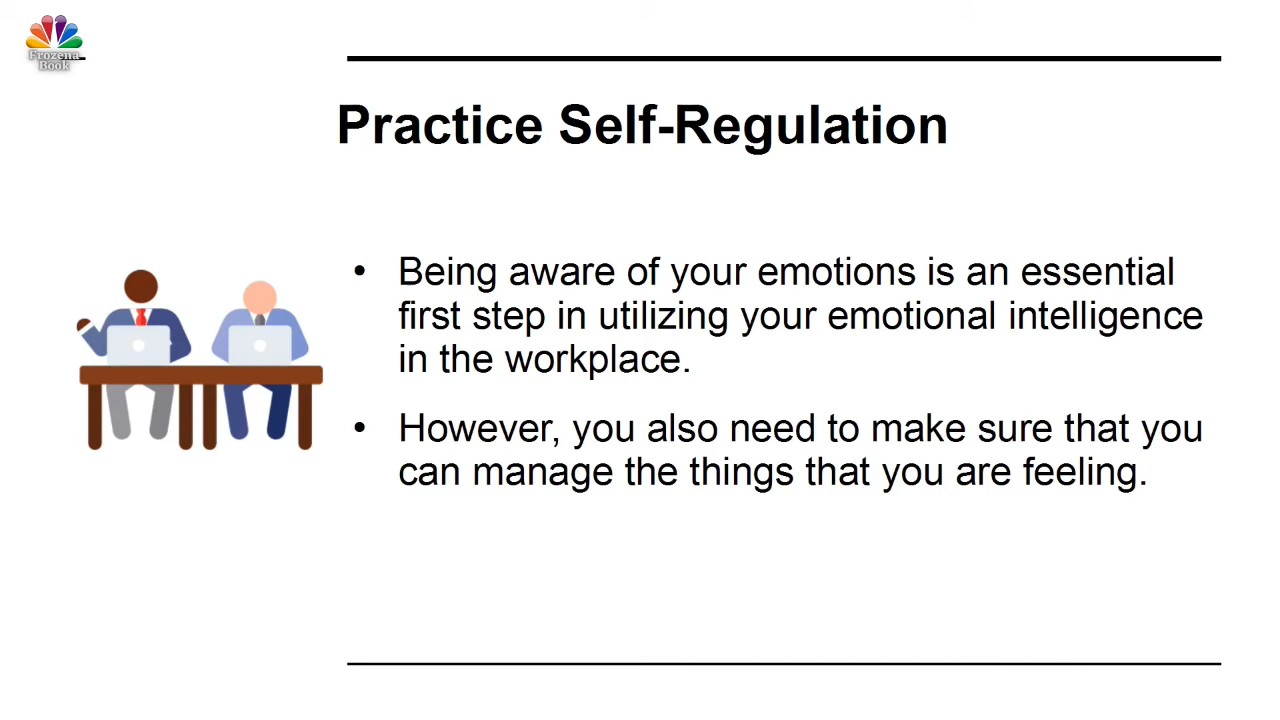 Frozena
Book
Practice Self-Regulation
• Being aware of your emotions is an essential
first step in utilizing your emotional intelligence
in the workplace.
• However, you also need to make sure that you
can manage the things that you are feeling.